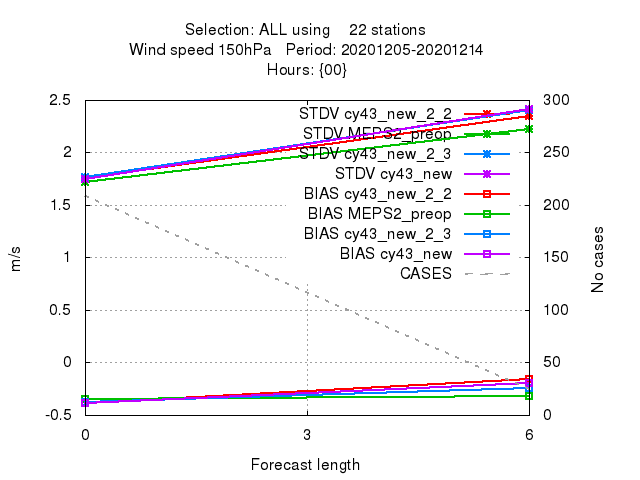 Selection: ALL using 22 stations
Wind speed 150hPa Period: 20201205-20201214
Hours: {00}
2.5
2
1.5
1
0.5
0
-0.5
m/s
STDV cy43_new_2_2
STDV MEPS2_preop
STDV cy43_new_2_3
STDV cy43_new
BIAS cy43_new_2_2
BIAS MEPS2_preop
BIAS cy43_new_2_3
BIAS cy43_new
CASES
300
250
200
150
100
50
0
No cases
0 3 6
Forecast length